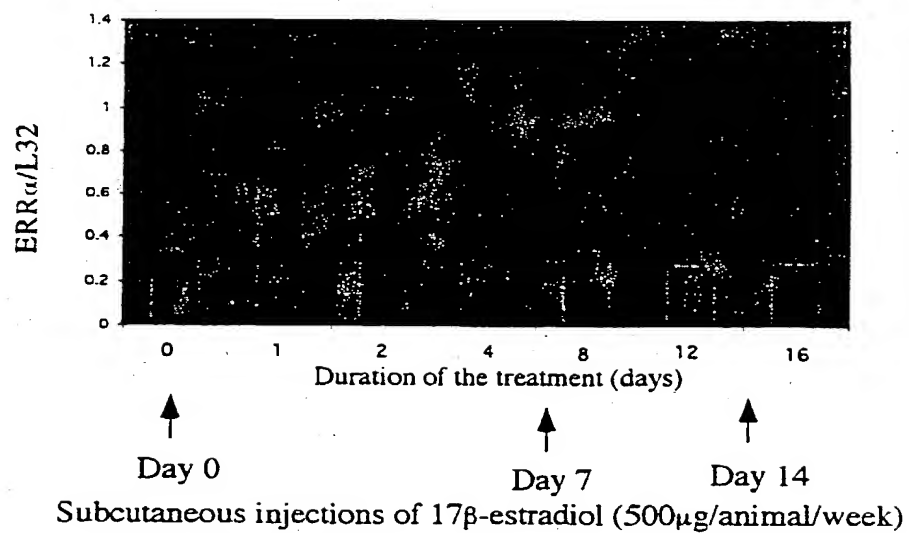 1.4
1.2
1
0.8
0.6
0.4
0.2
0
ERRα/L32
0 1 2 4 8 12 16
Duration of the treatment (days)
Day 0 Day 7 Day 14
Subcutaneous injections of 17β-estradiol (500µg/animal/week)